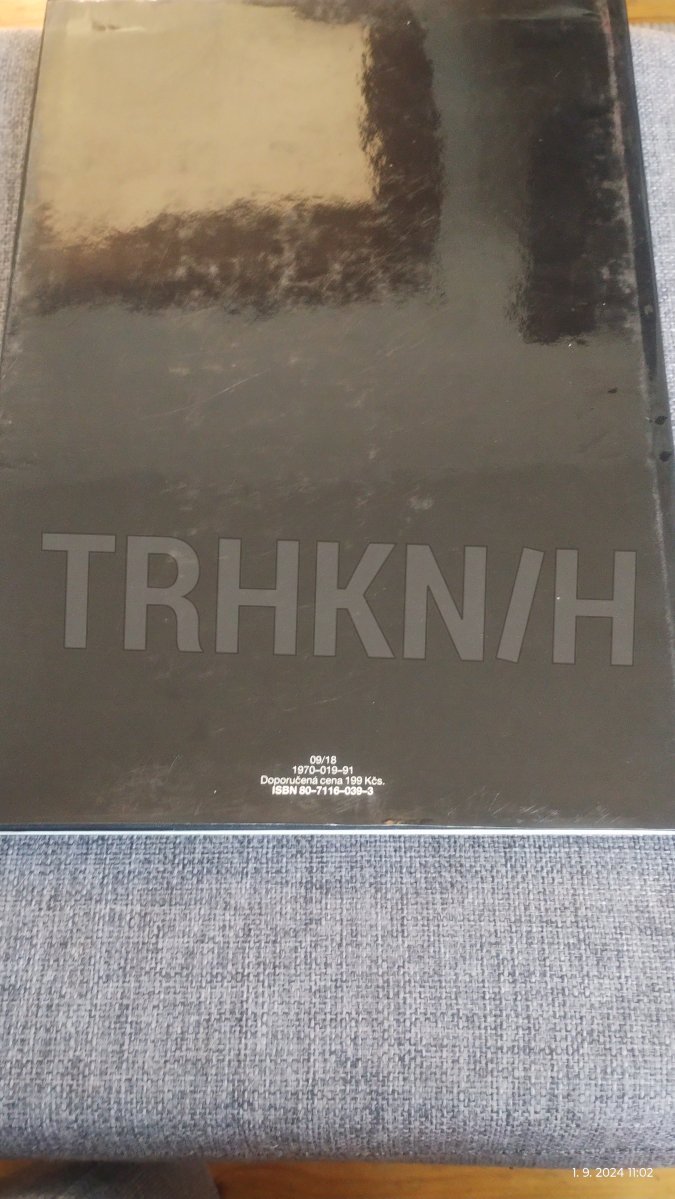 TRHKN/H
09/18
1970-019-91
Doporučená cena 199 Kčs.
ISBN 80-7116-039-3
1. 9. 2024 11:02